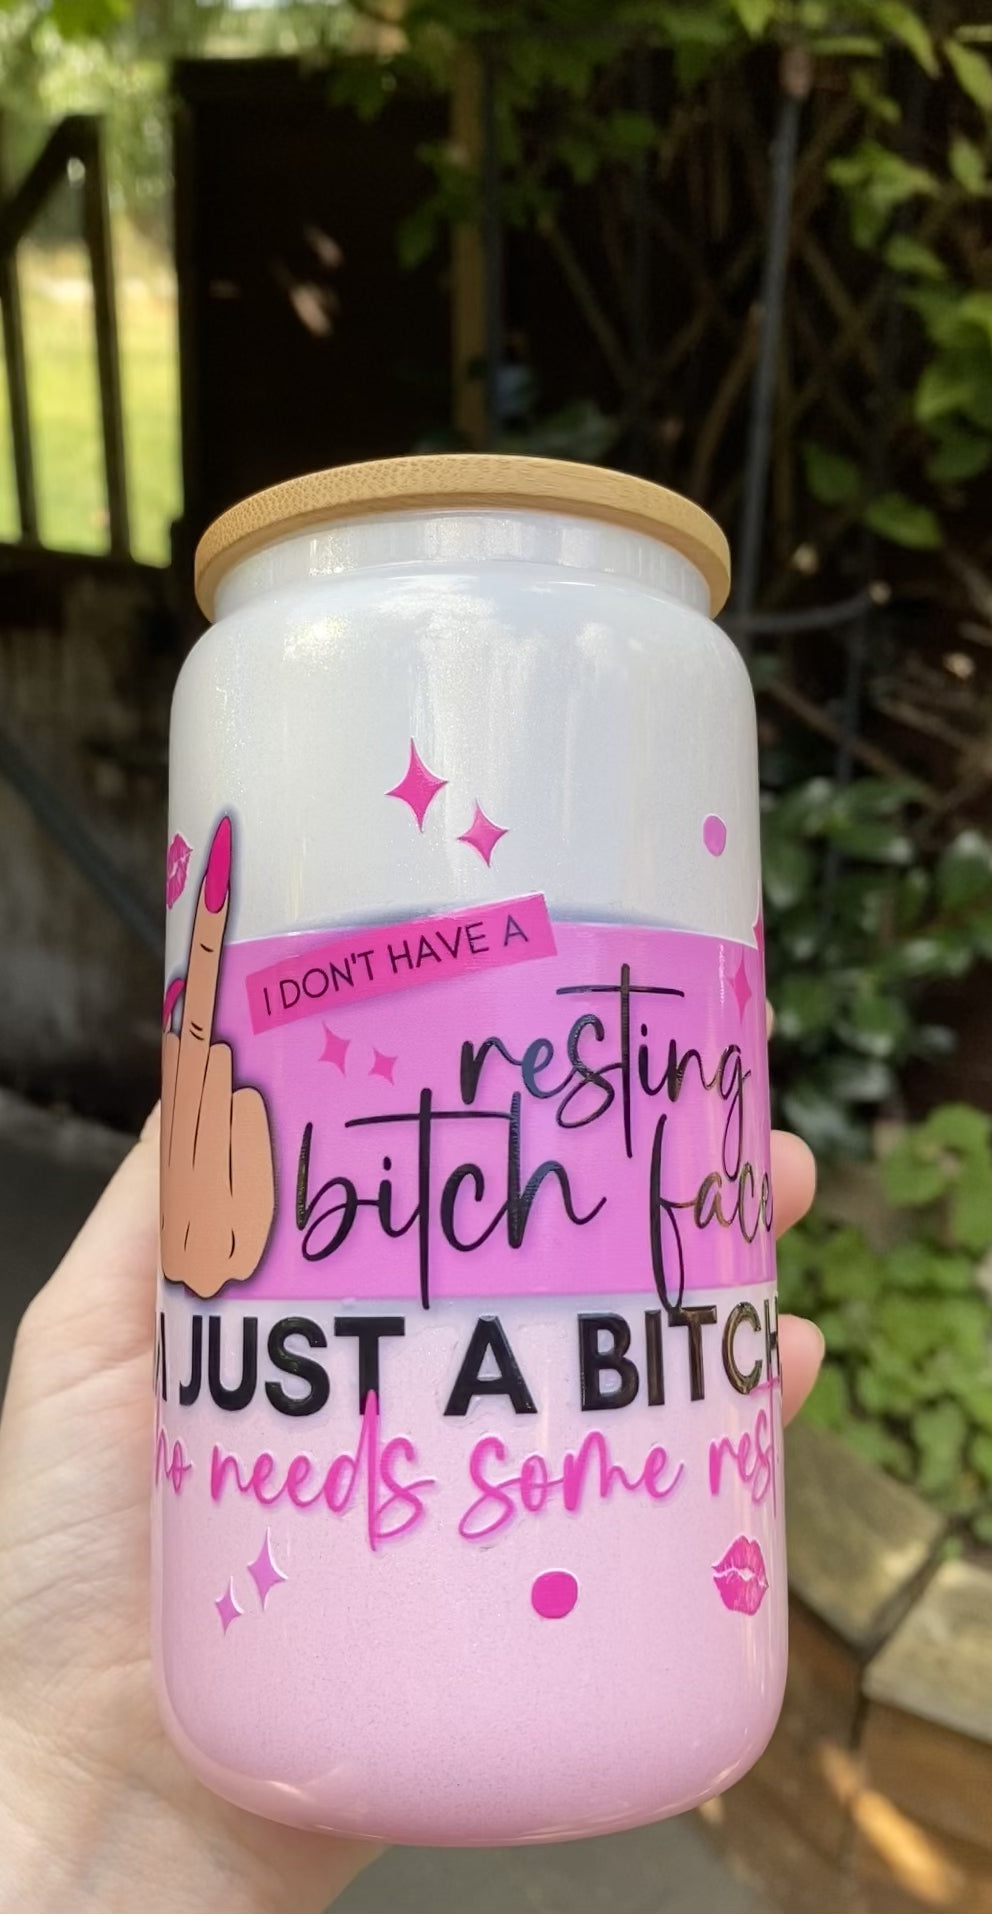 I DON'T HAVE A
resting
bitch face
JUST A BITCH
needs some rest